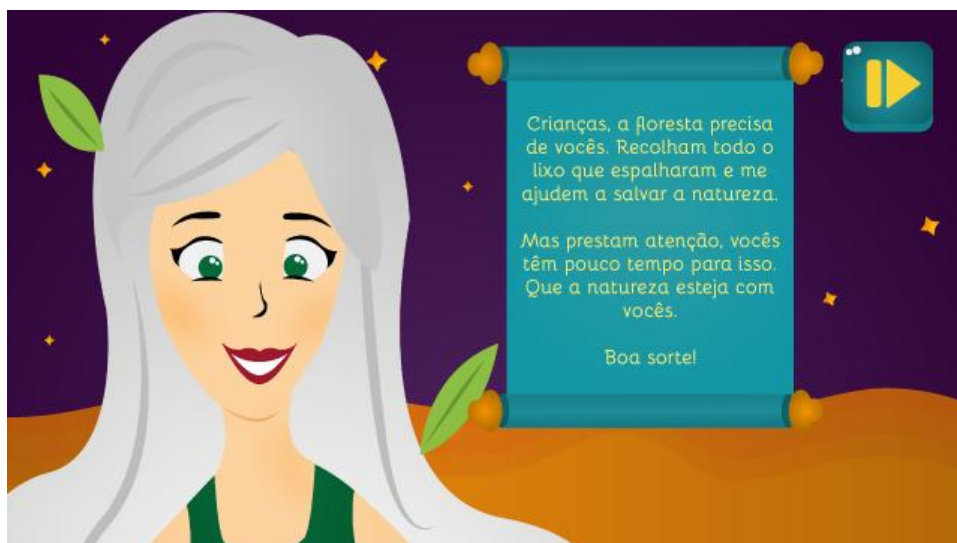 Crianças, a floresta precisa
de vocês. Recolham todo o
lixo que espalharam e me
ajudem a salvar a natureza.
Mas prestam atenção, vocês
têm pouco tempo para isso.
Que a natureza esteja com
vocês.
Boa sorte!